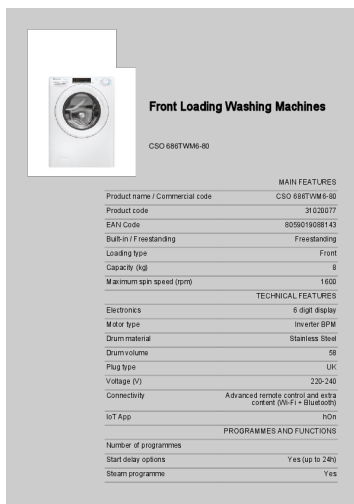 Front Loading Washing Machines
CSO 686TWM6-80
MAIN FEATURES
Product name / Commercial code CSO 686TWM6-80
Product code 31020077
EAN Code 8059019088143
Built-in / Freestanding Freestanding
Loading type Front
Capacity (kg) 8
Maximum spin speed (rpm) 1600
TECHNICAL FEATURES
Electronics 6 digit display
Motor type Inverter BPM
Drum material Stainless Steel
Drum volume 58
Plug type UK
Voltage (V) 220-240
Connectivity Advanced remote control and extra
content (Wi-Fi + Bluetooth)
IoT App hOn
PROGRAMMES AND FUNCTIONS
Number of programmes
Start delay options Yes (up to 24h)
Steam programme Yes